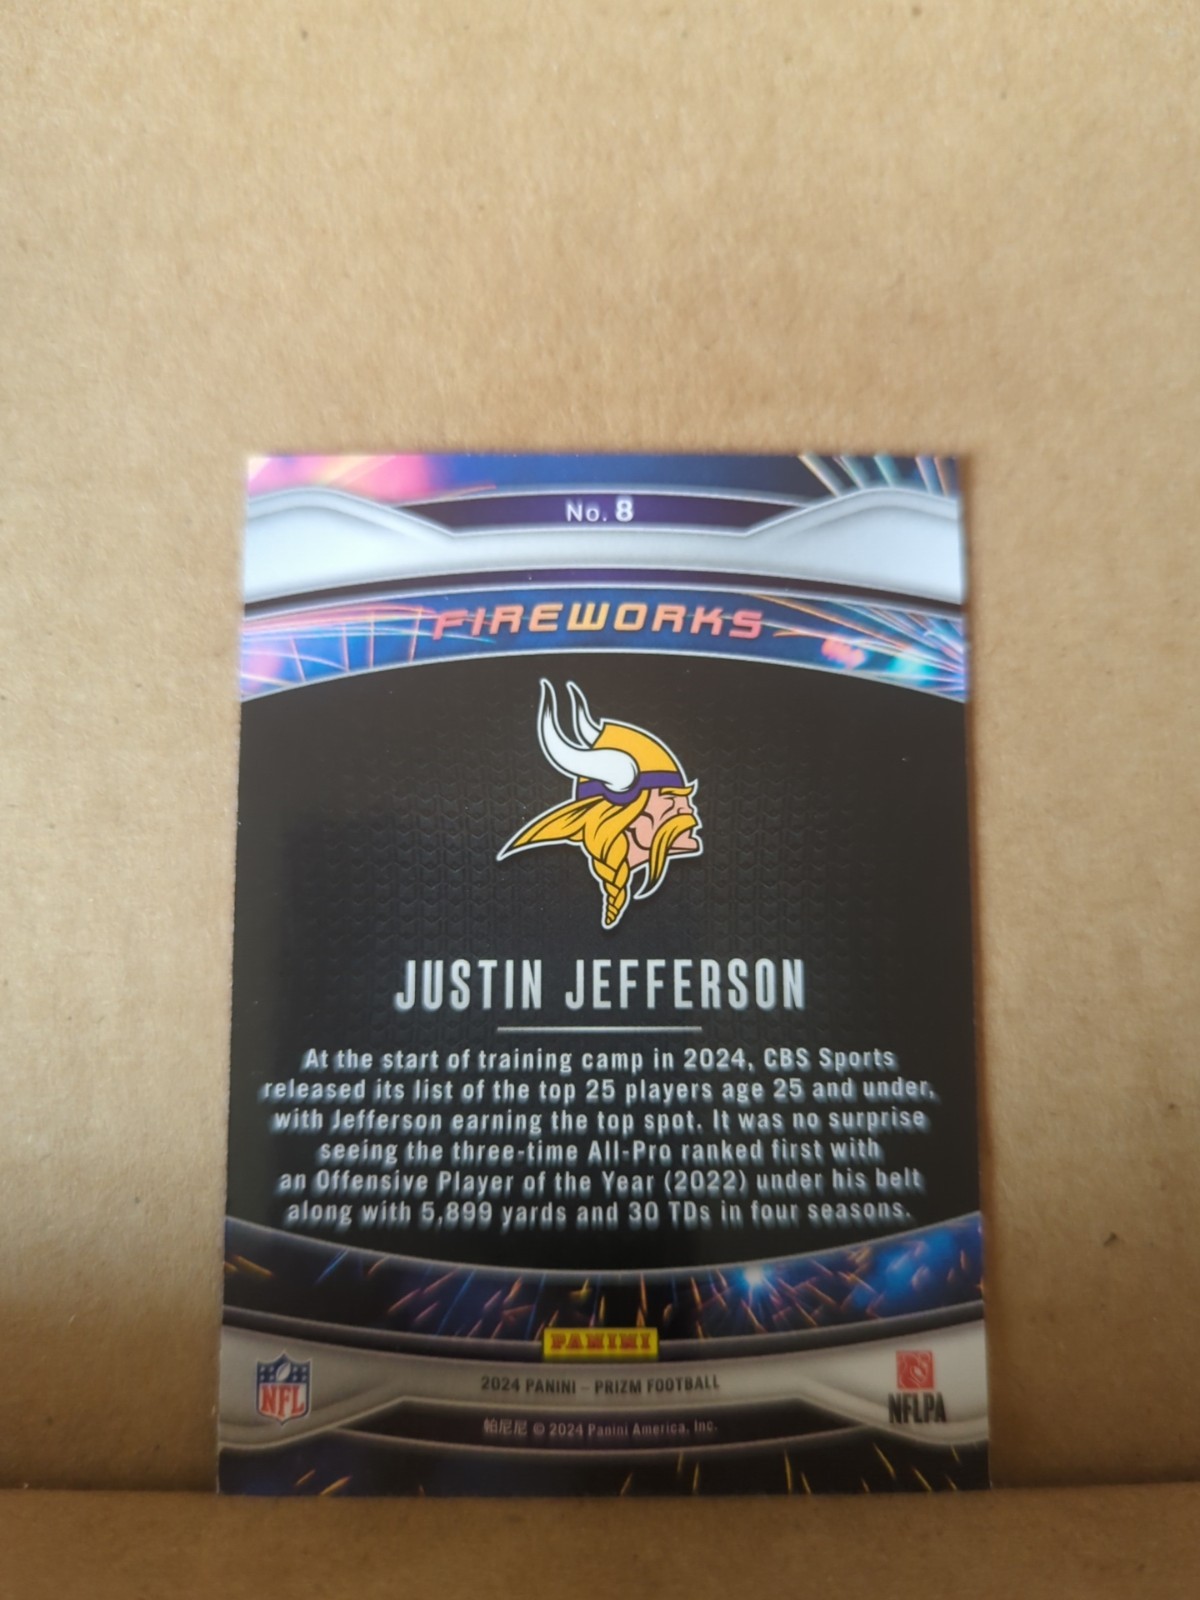 No. 8
FIREWORKS
JUSTIN JEFFERSON
At the start of training camp in 2024, CBS Sports
released its list of the top 25 players age 25 and under,
with Jefferson earning the top spot. It was no surprise
seeing the three-time All-Pro ranked first with
an Offensive Player of the Year (2022) under his belt
along with 5,899 yards and 30 TDs in four seasons.
PANINI
NFL
2024 PANINI – PRIZM FOOTBALL
NFLPA
帕尼尼 © 2024 Panini America, Inc.